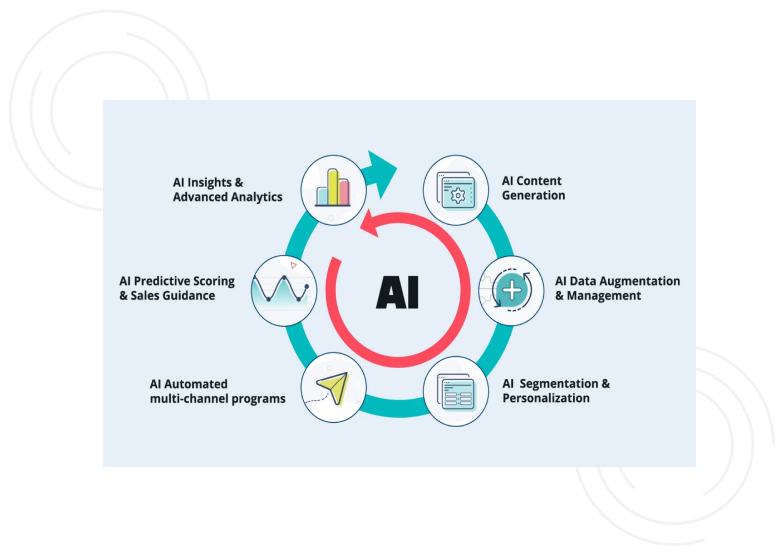 AI Insights &
Advanced Analytics
AI Content
Generation
AI Predictive Scoring
& Sales Guidance
AI
AI Data Augmentation
& Management
AI Automated
multi-channel programs
AI Segmentation &
Personalization